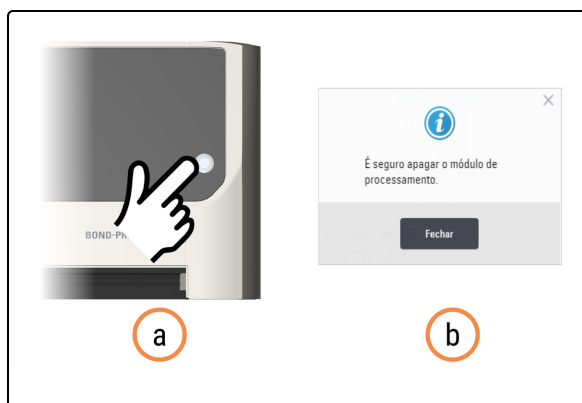 BOND-PR
É seguro apagar o módulo de
processamento.
Fechar
a
b